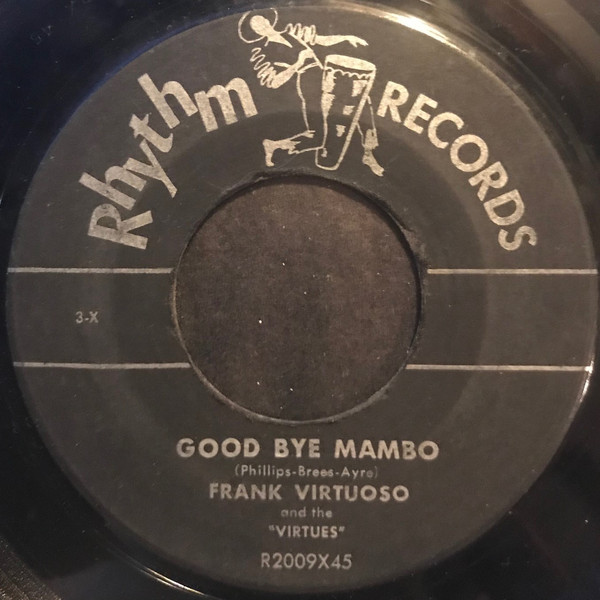 Rhythm RECORDS
3-X
GOOD BYE MAMBO
(Phillips-Brees-Ayre)
FRANK VIRTUOSO
and the
"VIRTUES"
R2009X45